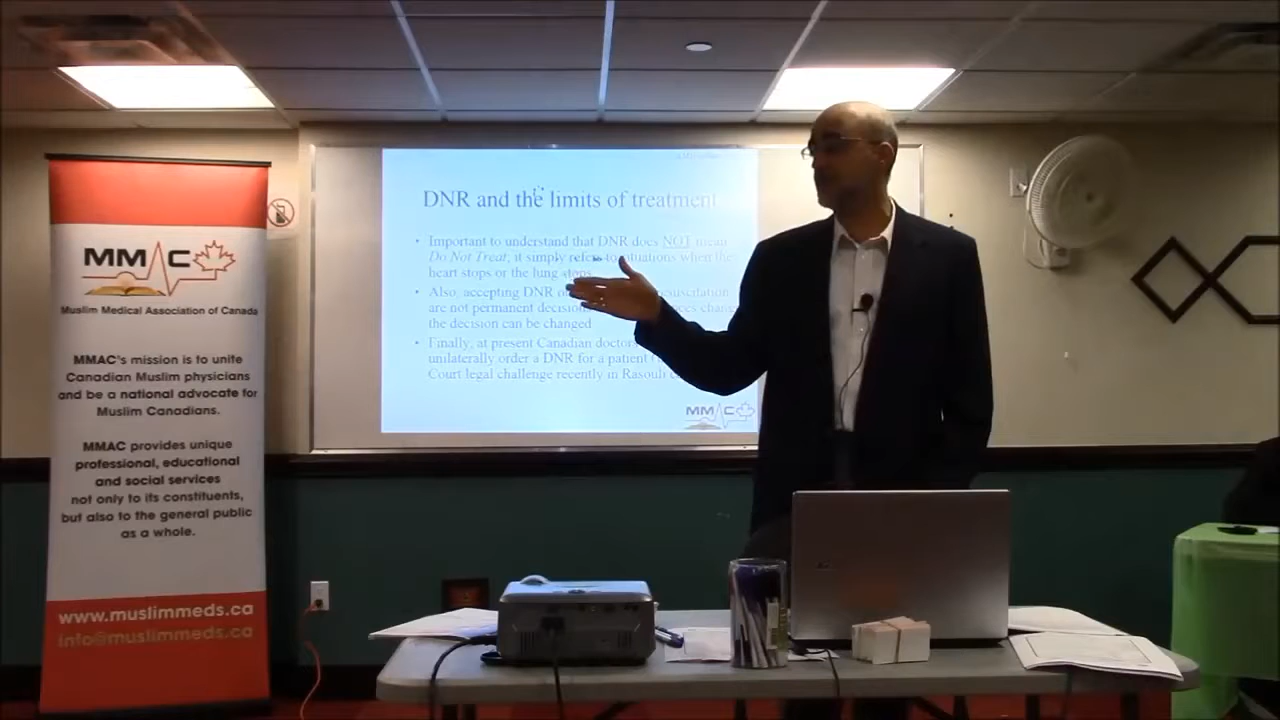 MMAC
Muslim Medical Association of Canada
MMAC's mission is to unite
Canadian Muslim physicians
and be a national advocate for
Muslim Canadians.
MMAC provides unique
professional, educational
and social services
not only to its constituents,
but also to the general public
as a whole.
www.muslimmeds.ca
info@muslimmeds.ca
DNR and the limits of treatment
• Important to understand that DNR does NOT mean
Do Not Treat, it simply refers to situations when the
heart stops or the lung stops.
• Also, accepting DNR resuscitation
are not permanent decisions
the decision can be changed
• Finally, at present Canadian doctors
unilaterally order a DNR for a patient
Court legal challenge recently in Rasouli
MMAC